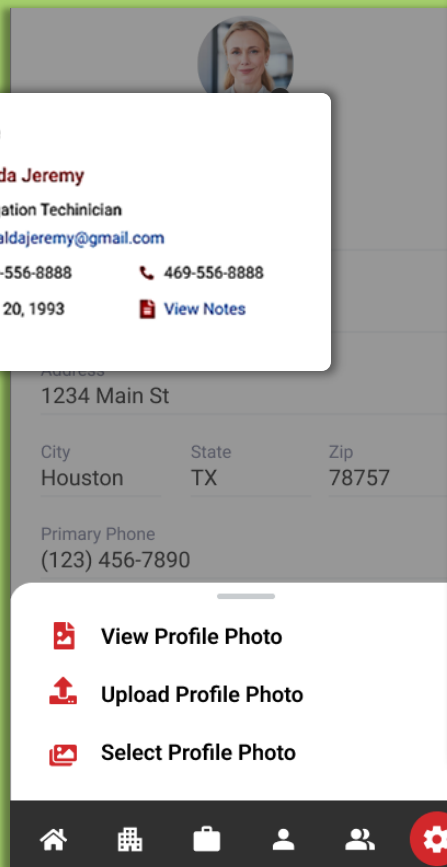 da Jeremy
ation Techinician
aldajeremy@gmail.com
-556-8888 469-556-8888
20, 1993 View Notes
Address
1234 Main St
City State Zip
Houston TX 78757
Primary Phone
(123) 456-7890
View Profile Photo
Upload Profile Photo
Select Profile Photo